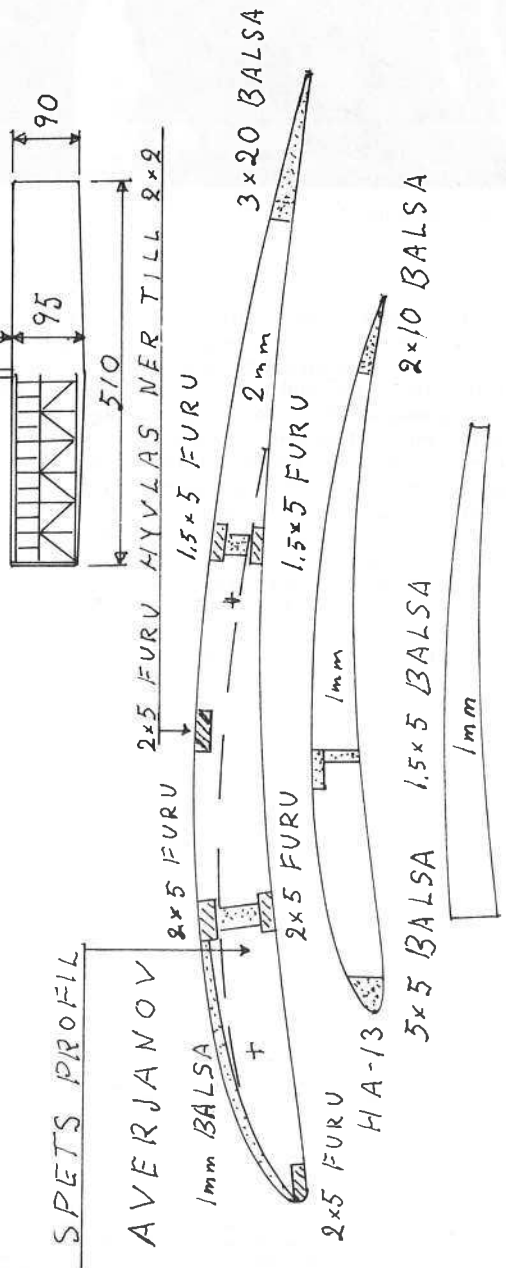 90
95
510
2×5 FURU HYVLAS NER TILL 2×2
SPETS PROFIL
AVERJANOV
1mm BALSA
2×5 FURU
1.5×5 FURU
3×20 BALSA
2mm
2×5 FURU
2×5 FURU
1.5×5 FURU
HA-13
1mm
2×10 BALSA
5×5 BALSA
1.5×5 BALSA
1mm